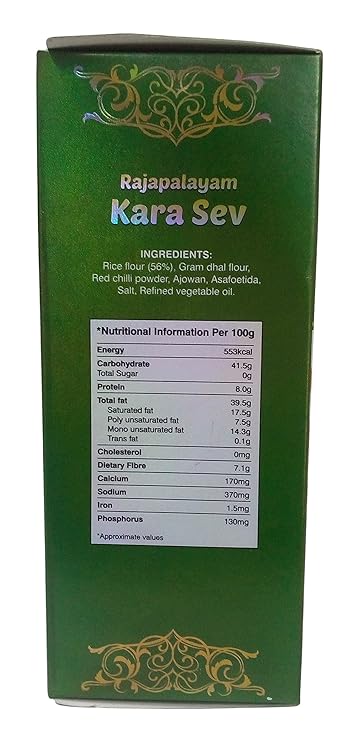 Rajapalayam
Kara Sev
INGREDIENTS:
Rice flour (56%), Gram dhal flour,
Red chilli powder, Ajowan, Asafoetida,
Salt, Refined vegetable oil.
*Nutritional Information Per 100g
Energy 553kcal
Carbohydrate 41.5g
Total Sugar 0g
Protein 8.0g
Total fat 39.5g
Saturated fat 17.5g
Poly unsaturated fat 7.5g
Mono unsaturated fat 14.3g
Trans fat 0.1g
Cholesterol 0mg
Dietary Fibre 7.1g
Calcium 170mg
Sodium 370mg
Iron 1.5mg
Phosphorus 130mg
*Approximate values